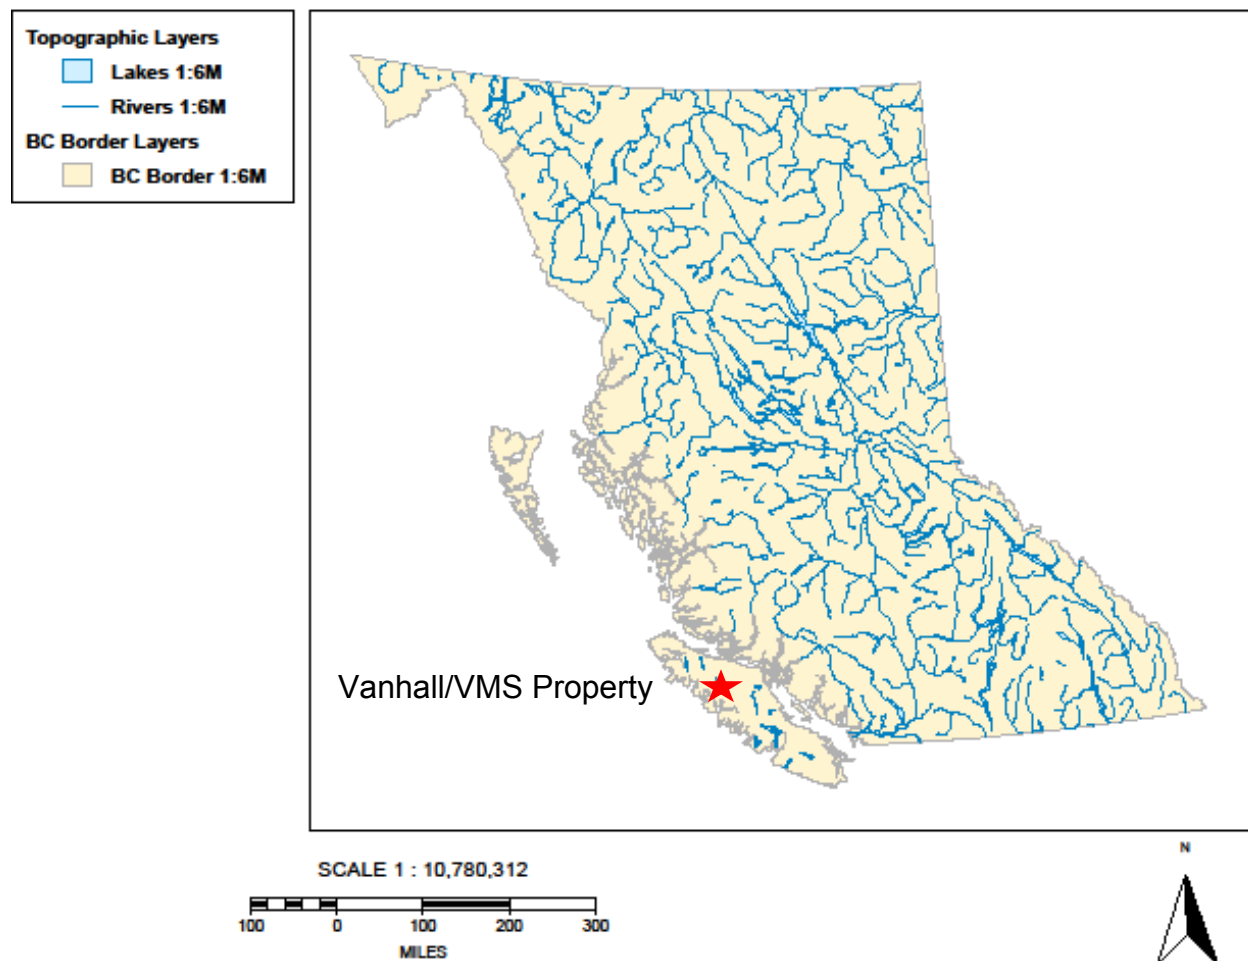 Topographic Layers
Lakes 1:6M
Rivers 1:6M
BC Border Layers
BC Border 1:6M
Vanhall/VMS Property
SCALE 1 : 10,780,312
100 0 100 200 300
MILES
N